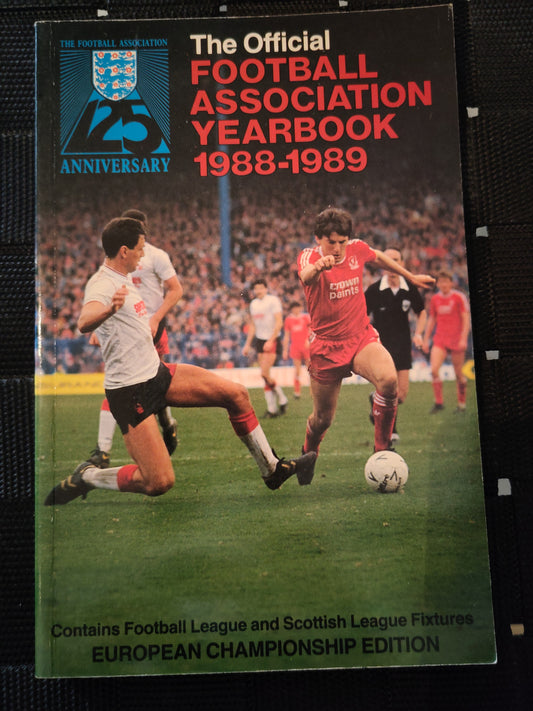 THE FOOTBALL ASSOCIATION
125
ANNIVERSARY
The Official
FOOTBALL
ASSOCIATION
YEARBOOK
1988-1989
crown
paints
Mitre
Contains Football League and Scottish League Fixtures
EUROPEAN CHAMPIONSHIP EDITION